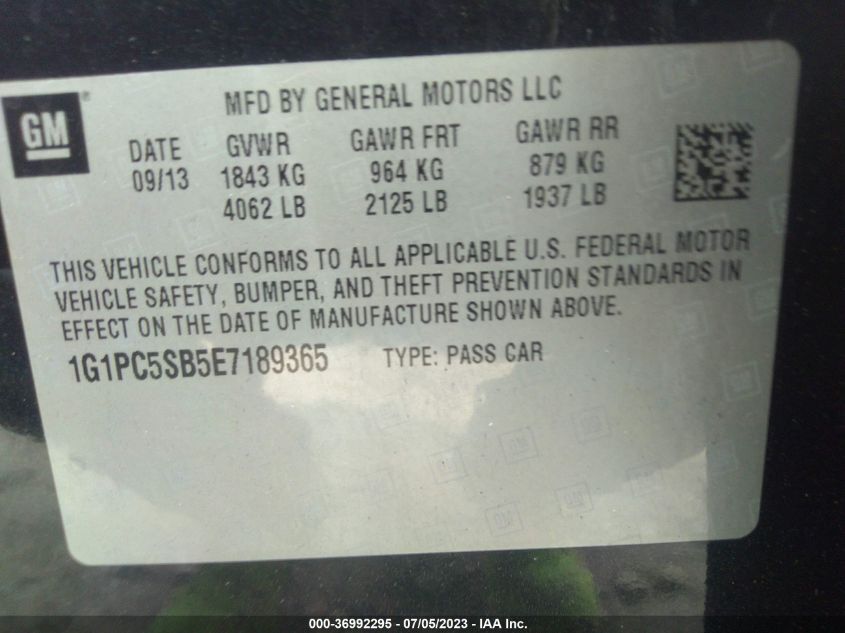 GM
MFD BY GENERAL MOTORS LLC
DATE GVWR GAWR FRT GAWR RR
09/13 1843 KG 964 KG 879 KG
4062 LB 2125 LB 1937 LB
THIS VEHICLE CONFORMS TO ALL APPLICABLE U.S. FEDERAL MOTOR
VEHICLE SAFETY, BUMPER, AND THEFT PREVENTION STANDARDS IN
EFFECT ON THE DATE OF MANUFACTURE SHOWN ABOVE.
1G1PC5SB5E7189365 TYPE: PASS CAR
000-36992295 - 07/05/2023 - IAA Inc.